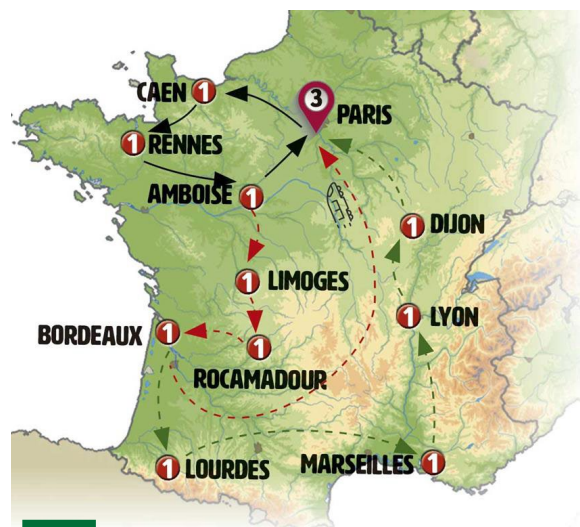 CAEN 1
3 PARIS
1 RENNES
AMBOISE 1
1 DIJON
1 LIMOGES
1 LYON
BORDEAUX 1
1
ROCAMADOUR
1 LOURDES
MARSEILLES 1